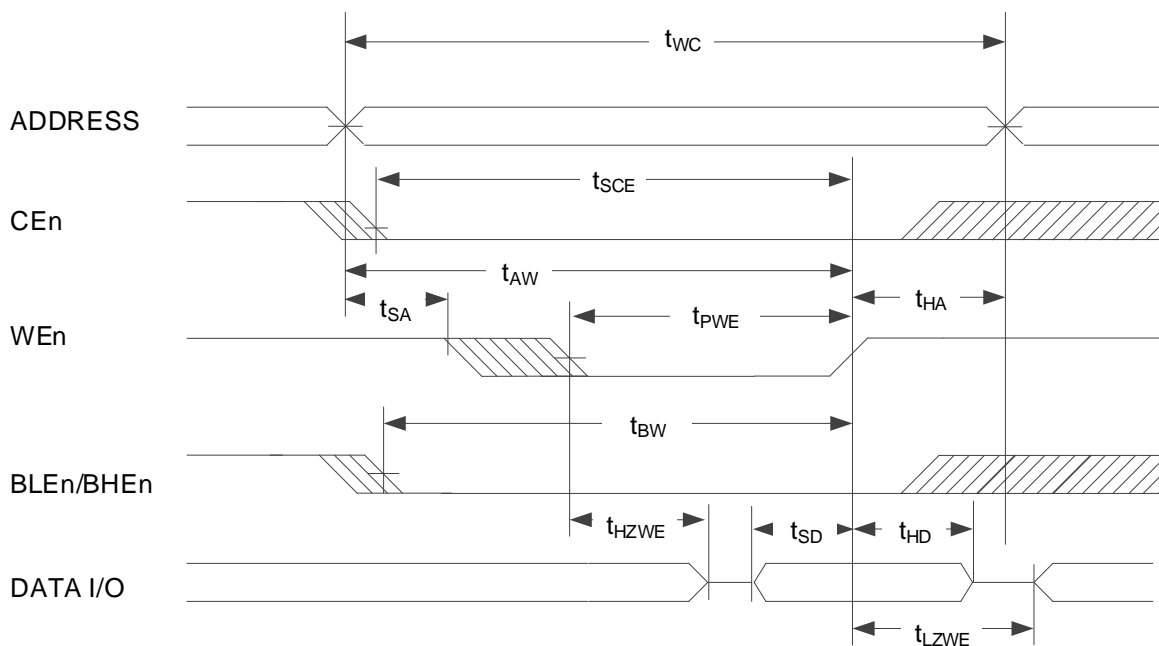 tWC
ADDRESS
tSCE
CEn
tAW
tSA
tPWE
tHA
WEn
tBW
BLEn/BHEn
tHZWE
tSD
tHD
DATA I/O
tLZWE